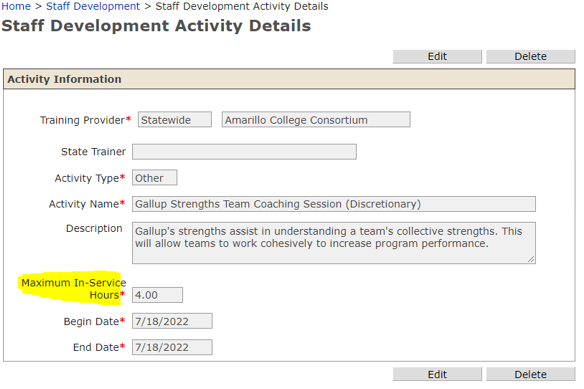 Home > Staff Development > Staff Development Activity Details
Staff Development Activity Details
Edit Delete
Activity Information
Training Provider* Statewide Amarillo College Consortium
State Trainer
Activity Type* Other
Activity Name* Gallup Strengths Team Coaching Session (Discretionary)
Description Gallup's strengths assist in understanding a team's collective strengths. This
will allow teams to work cohesively to increase program performance.
Maximum In-Service
Hours* 4.00
Begin Date* 7/18/2022
End Date* 7/18/2022
Edit Delete